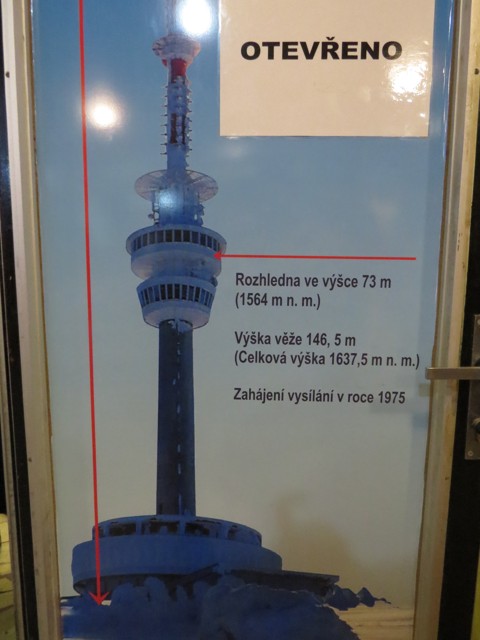 OTEVŘENO
Rozhledna ve výšce 73 m
(1564 m n. m.)
Výška věže 146, 5 m
(Celková výška 1637,5 m n. m.)
Zahájení vysílání v roce 1975